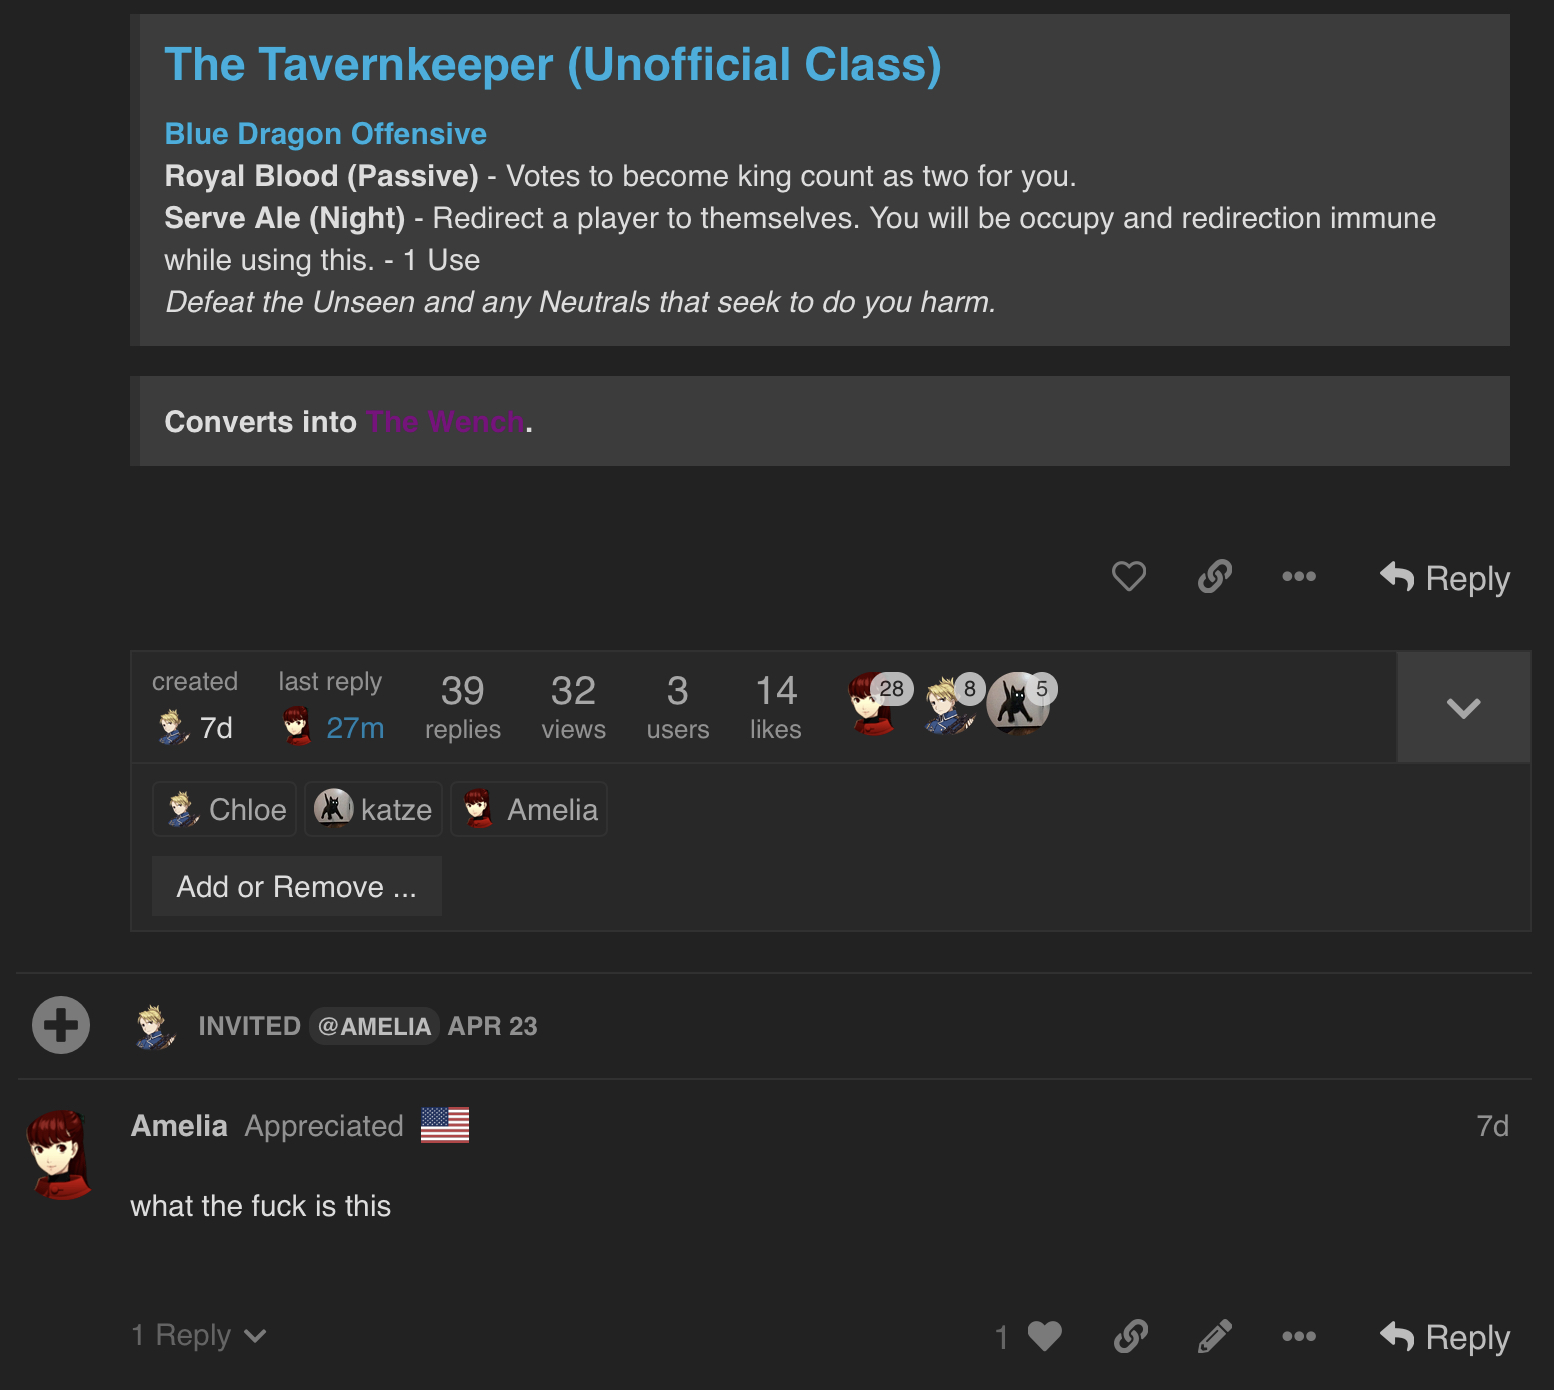 The Tavernkeeper (Unofficial Class)
Blue Dragon Offensive
Royal Blood (Passive) - Votes to become king count as two for you.
Serve Ale (Night) - Redirect a player to themselves. You will be occupy and redirection immune
while using this. - 1 Use
Defeat the Unseen and any Neutrals that seek to do you harm.
Converts into The Wench.
Reply
created last reply 39 32 3 14 28 8 5
7d 27m replies views users likes
Chloe katze Amelia
Add or Remove ...
INVITED @AMELIA APR 23
Amelia Appreciated 7d
what the fuck is this
1 Reply 1 Reply